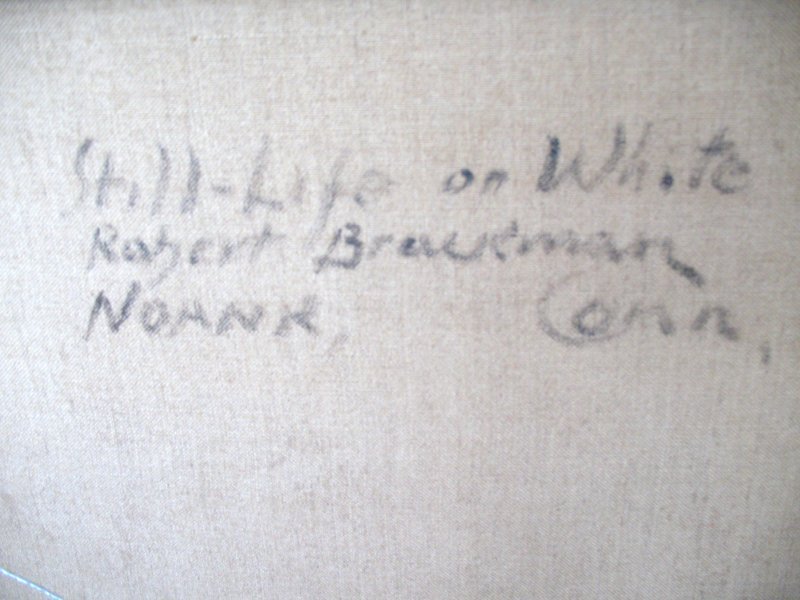 Still-Life on White
Robert Brackman
NOANK, Conn.